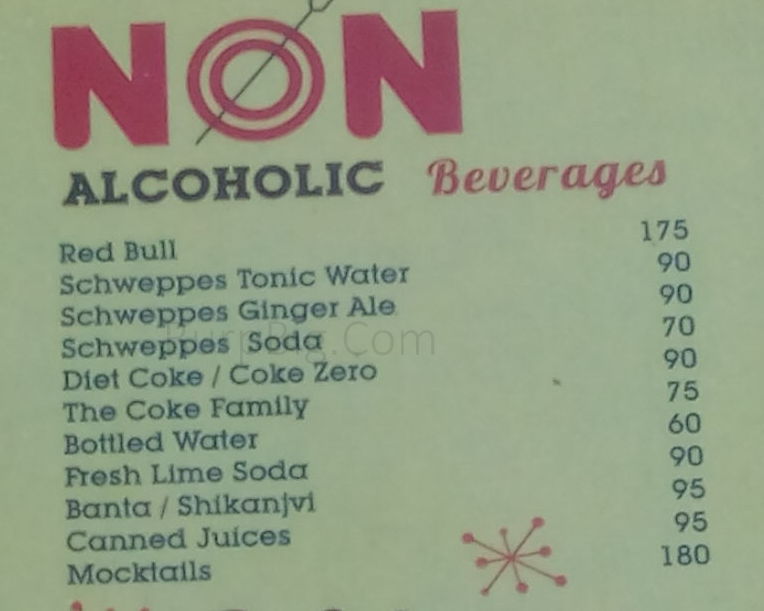 NON
ALCOHOLIC Beverages
Red Bull 175
Schweppes Tonic Water 90
Schweppes Ginger Ale 90
Schweppes Soda 70
Diet Coke / Coke Zero 90
The Coke Family 75
Bottled Water 60
Fresh Lime Soda 90
Banta / Shikanjvi 95
Canned Juices 95
Mocktails 180
BurpBig.Com